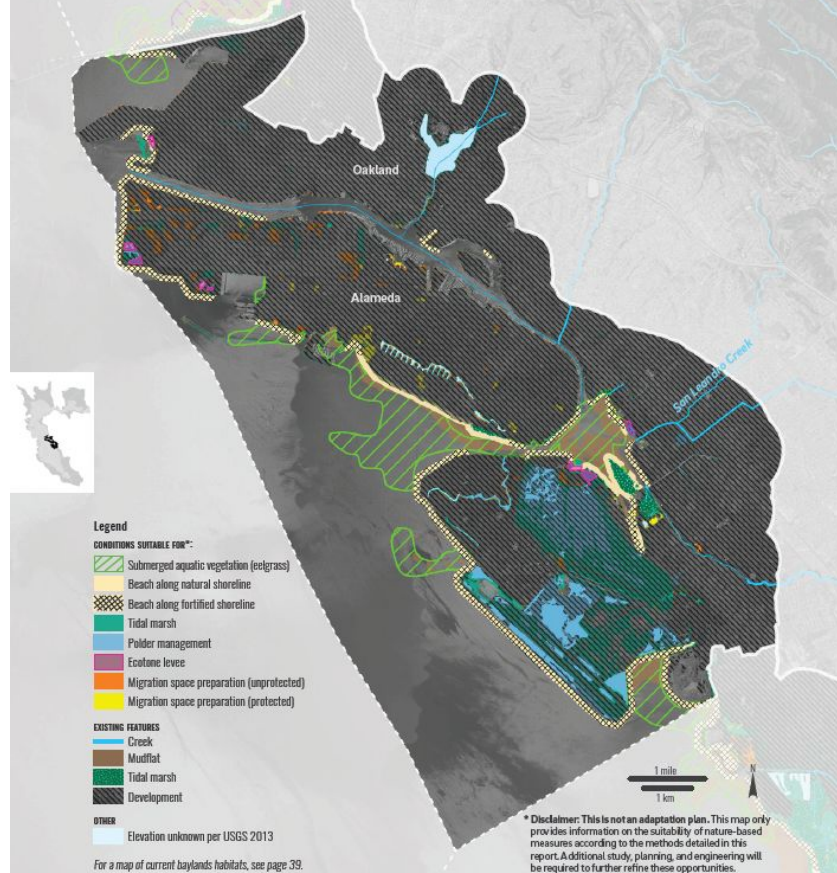 Oakland
Alameda
San Leandro Creek
Legend
CONDITIONS SUITABLE FOR*:
Submerged aquatic vegetation (eelgrass)
Beach along natural shoreline
Beach along fortified shoreline
Tidal marsh
Polder management
Ecotone levee
Migration space preparation (unprotected)
Migration space preparation (protected)
EXISTING FEATURES
Creek
Mudflat
Tidal marsh
Development
OTHER
Elevation unknown per USGS 2013
For a map of current baylands habitats, see page 39.
1 mile
1 km
N
* Disclaimer: This is not an adaptation plan. This map only
provides information on the suitability of nature-based
measures according to the methods detailed in this
report. Additional study, planning, and engineering will
be required to further refine these opportunities.